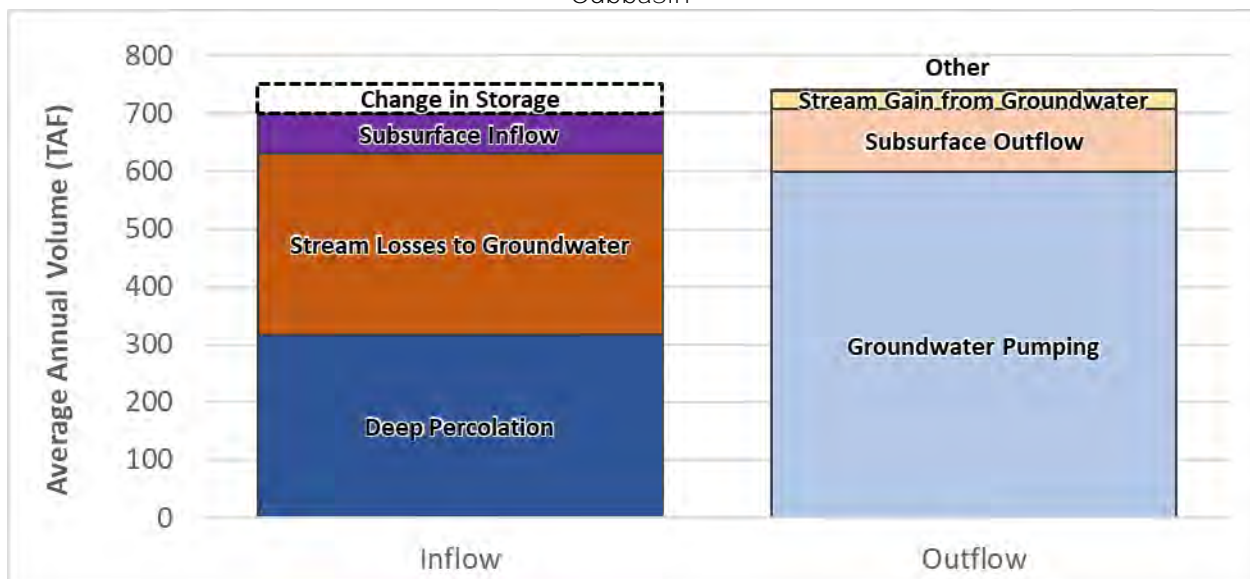 Subbasin
800
700
600
500
400
300
200
100
0
Average Annual Volume (TAF)
Change in Storage
Subsurface Inflow
Stream Losses to Groundwater
Deep Percolation
Other
Stream Gain from Groundwater
Subsurface Outflow
Groundwater Pumping
Inflow
Outflow